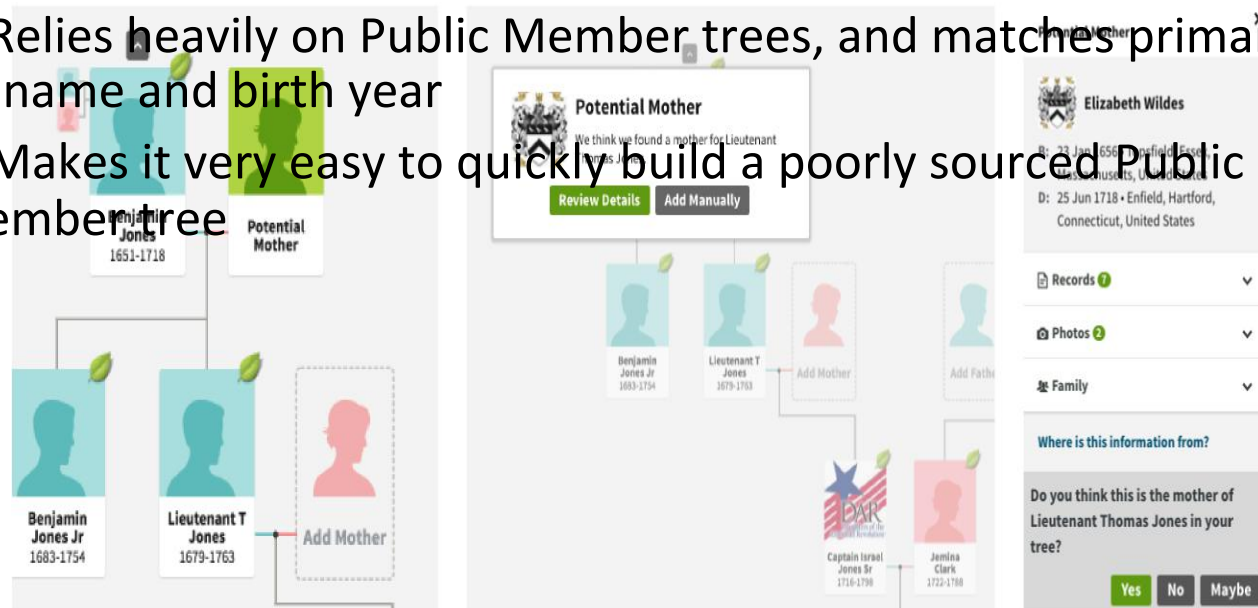 Relies heavily on Public Member trees, and matches primar
name and birth year
Makes it very easy to quickly build a poorly sourced Public
ember tree
Benjamin
Jones
1651-1718
Potential
Mother
Benjamin
Jones Jr
1683-1754
Lieutenant T
Jones
1679-1763
Add Mother
Potential Mother
We think we found a mother for Lieutenant
Thomas Jones.
Review Details
Add Manually
Benjamin
Jones Jr
1683-1754
Lieutenant T
Jones
1679-1763
Add Mother
Add Fathe
DAR
Captain Israel
Jones Sr
1716-1798
Jemina
Clark
1722-1788
Potential Mother
Elizabeth Wildes
B: 23 Jan 1656 • Topsfield, Essex,
Massachusetts, United States
D: 25 Jun 1718 • Enfield, Hartford,
Connecticut, United States
Records 7
Photos 2
Family
Where is this information from?
Do you think this is the mother of
Lieutenant Thomas Jones in your
tree?
Yes
No
Maybe